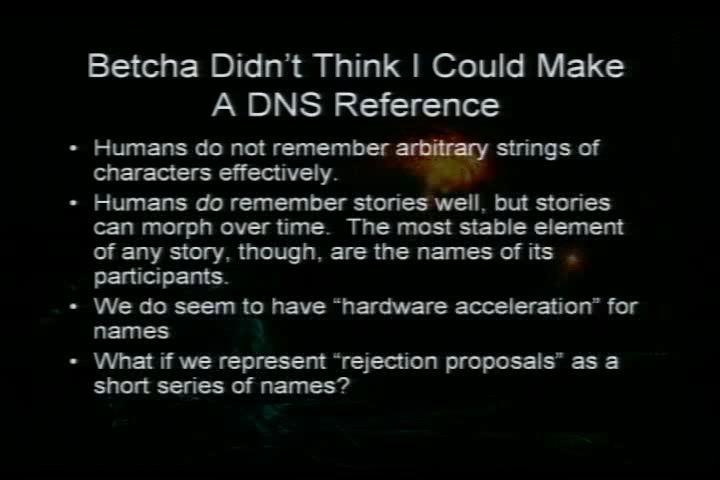 Betcha Didn't Think I Could Make
A DNS Reference
• Humans do not remember arbitrary strings of
characters effectively.
• Humans do remember stories well, but stories
can morph over time. The most stable element
of any story, though, are the names of its
participants.
• We do seem to have "hardware acceleration" for
names
• What if we represent "rejection proposals" as a
short series of names?